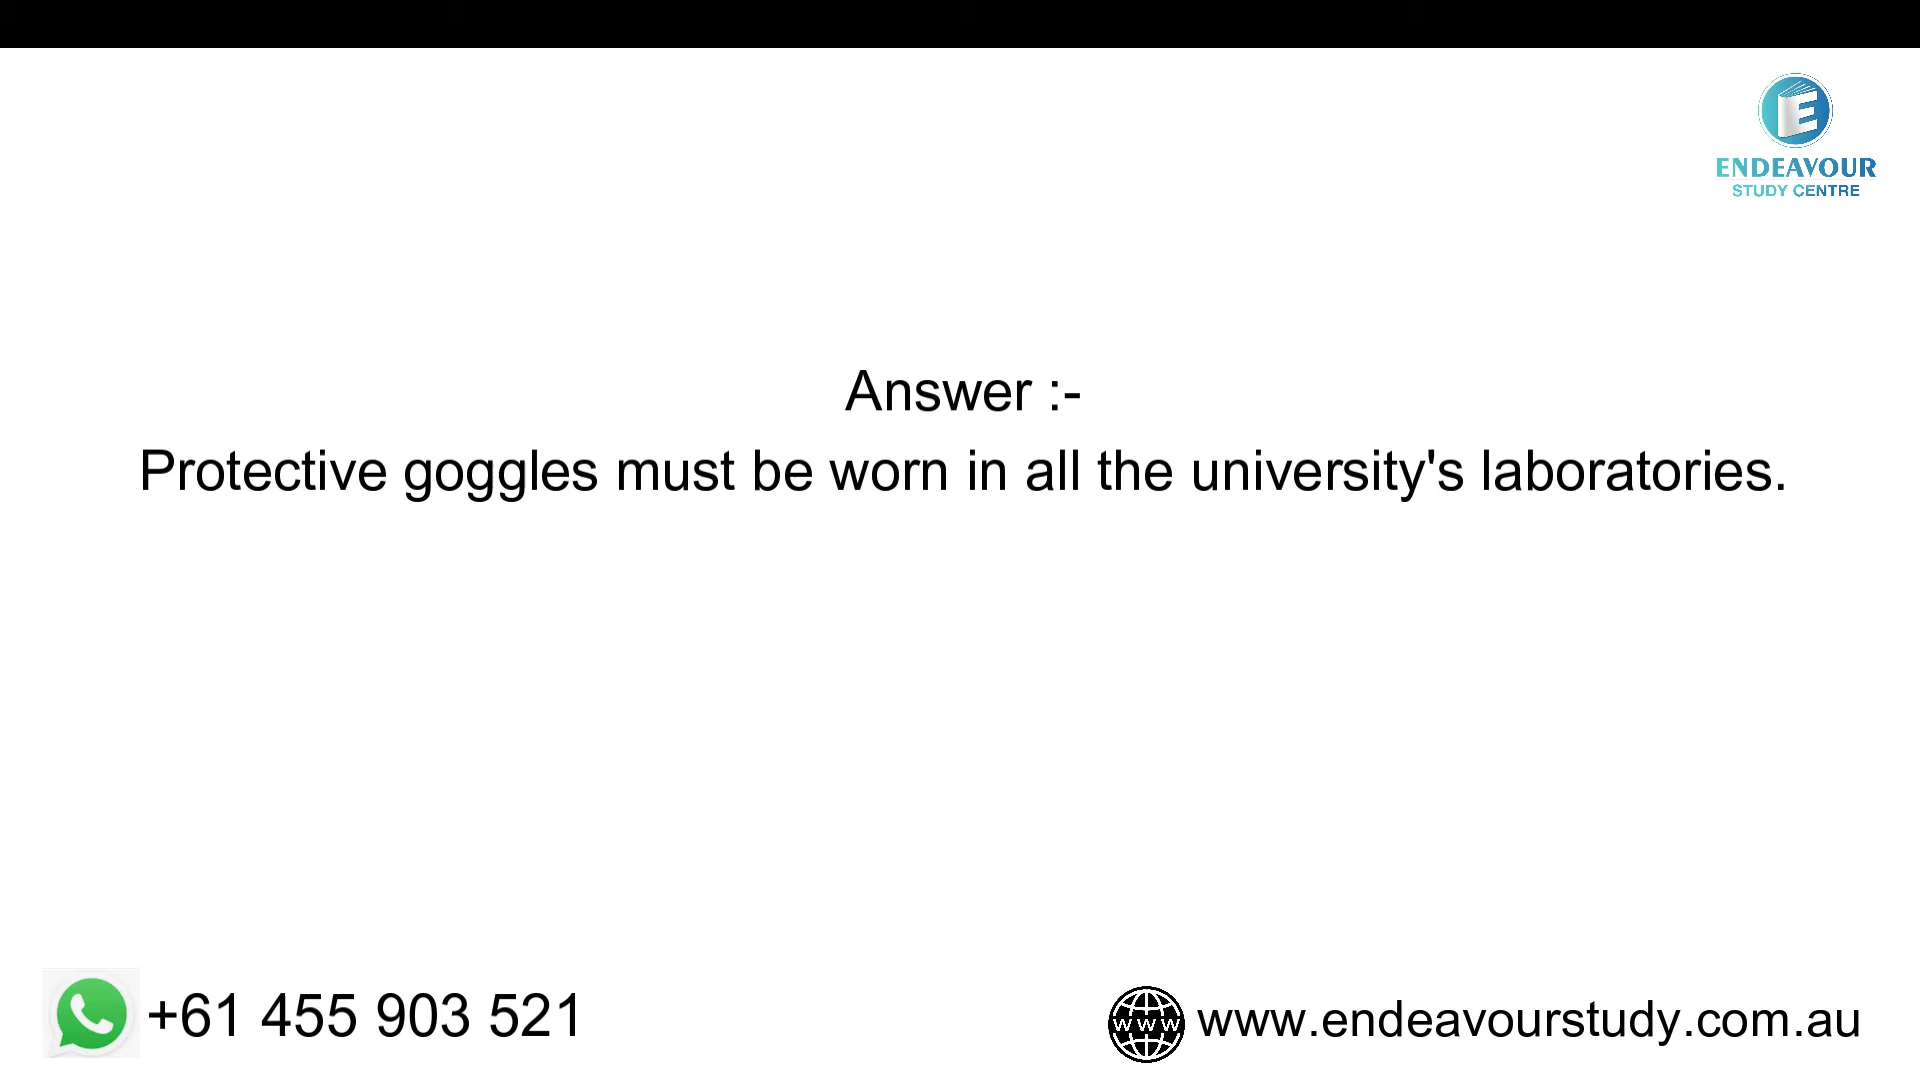 ENDEAVOUR
STUDY CENTRE
Answer :-
Protective goggles must be worn in all the university's laboratories.
+61 455 903 521
www www.endeavourstudy.com.au